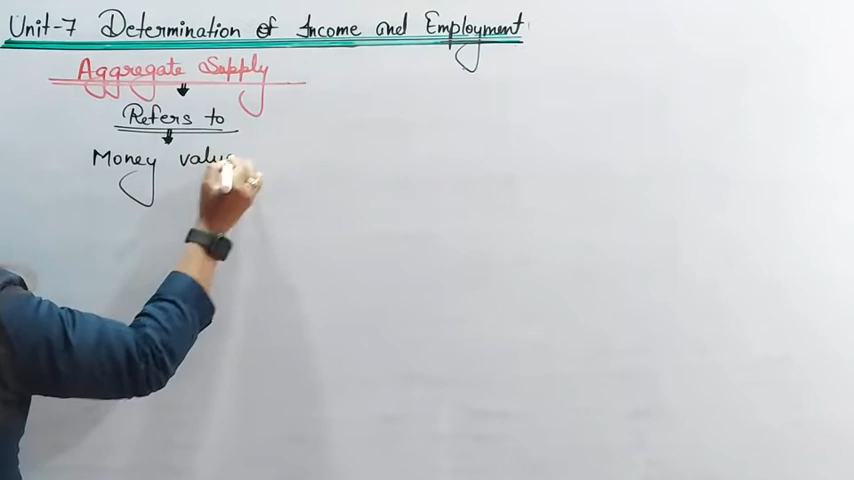 Unit-7 Determination of Income and Employment
Aggregate Supply
Refers to
Money value